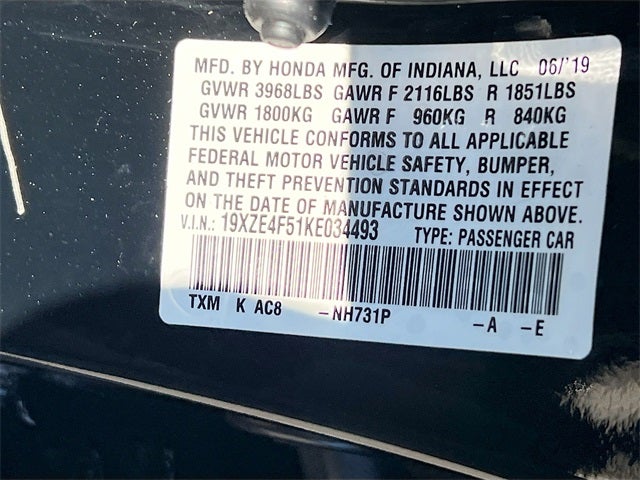 MFD. BY HONDA MFG. OF INDIANA, LLC 06/'19
GVWR 3968LBS GAWR F 2116LBS R 1851LBS
GVWR 1800KG GAWR F 960KG R 840KG
THIS VEHICLE CONFORMS TO ALL APPLICABLE
FEDERAL MOTOR VEHICLE SAFETY, BUMPER,
AND THEFT PREVENTION STANDARDS IN EFFECT
ON THE DATE OF MANUFACTURE SHOWN ABOVE.
V.I.N.: 19XZE4F51KE034493 TYPE: PASSENGER CAR
TXM K AC8 -NH731P -A -E